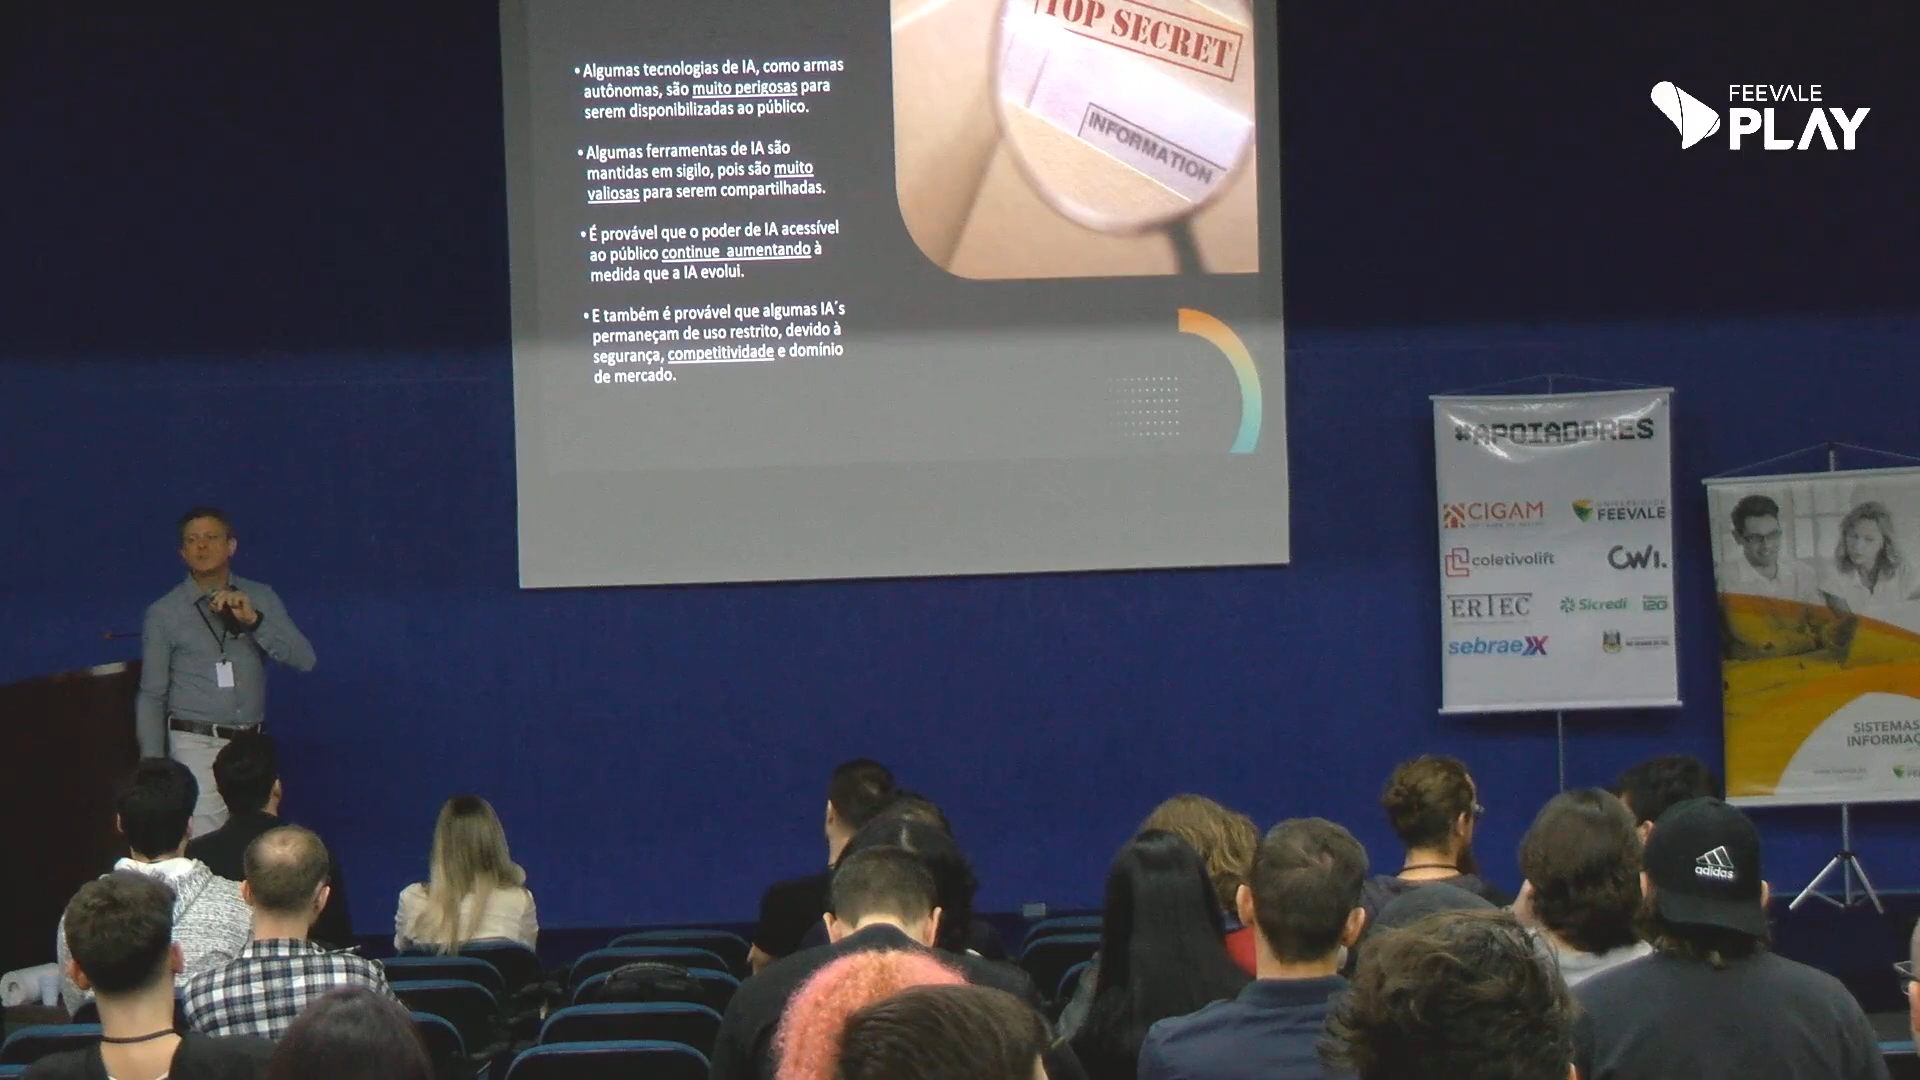 • Algumas tecnologias de IA, como armas
autônomas, são muito perigosas para
serem disponibilizadas ao público.
• Algumas ferramentas de IA são
mantidas em sigilo, pois são muito
valiosas para serem compartilhadas.
• É provável que o poder de IA acessível
ao público continue aumentando à
medida que a IA evolui.
• E também é provável que algumas IA´s
permaneçam de uso restrito, devido à
segurança, competitividade e domínio
de mercado.
TOP SECRET
INFORMATION
FEEVALE
PLAY
#APOIADORES
CIGAM
UNIVERSIDADE
FEEVALE
coletivolift
CWI.
ERTEC
Sicredi
120
sebrae X
SISTEMAS
INFORMAÇ
adidas